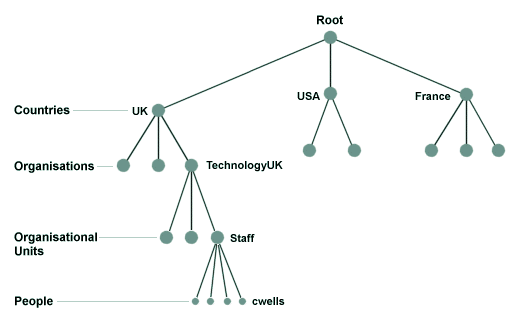 Root
USA
France
Countries
UK
Organisations
TechnologyUK
Organisational
Units
Staff
People
cwells